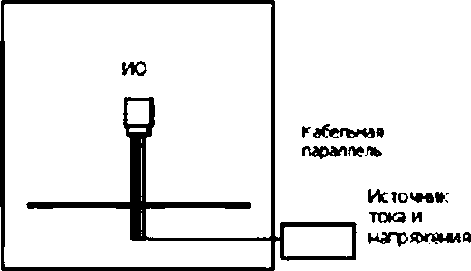 ИО
Кабельная
параллель
Источник
тока и
напряжения